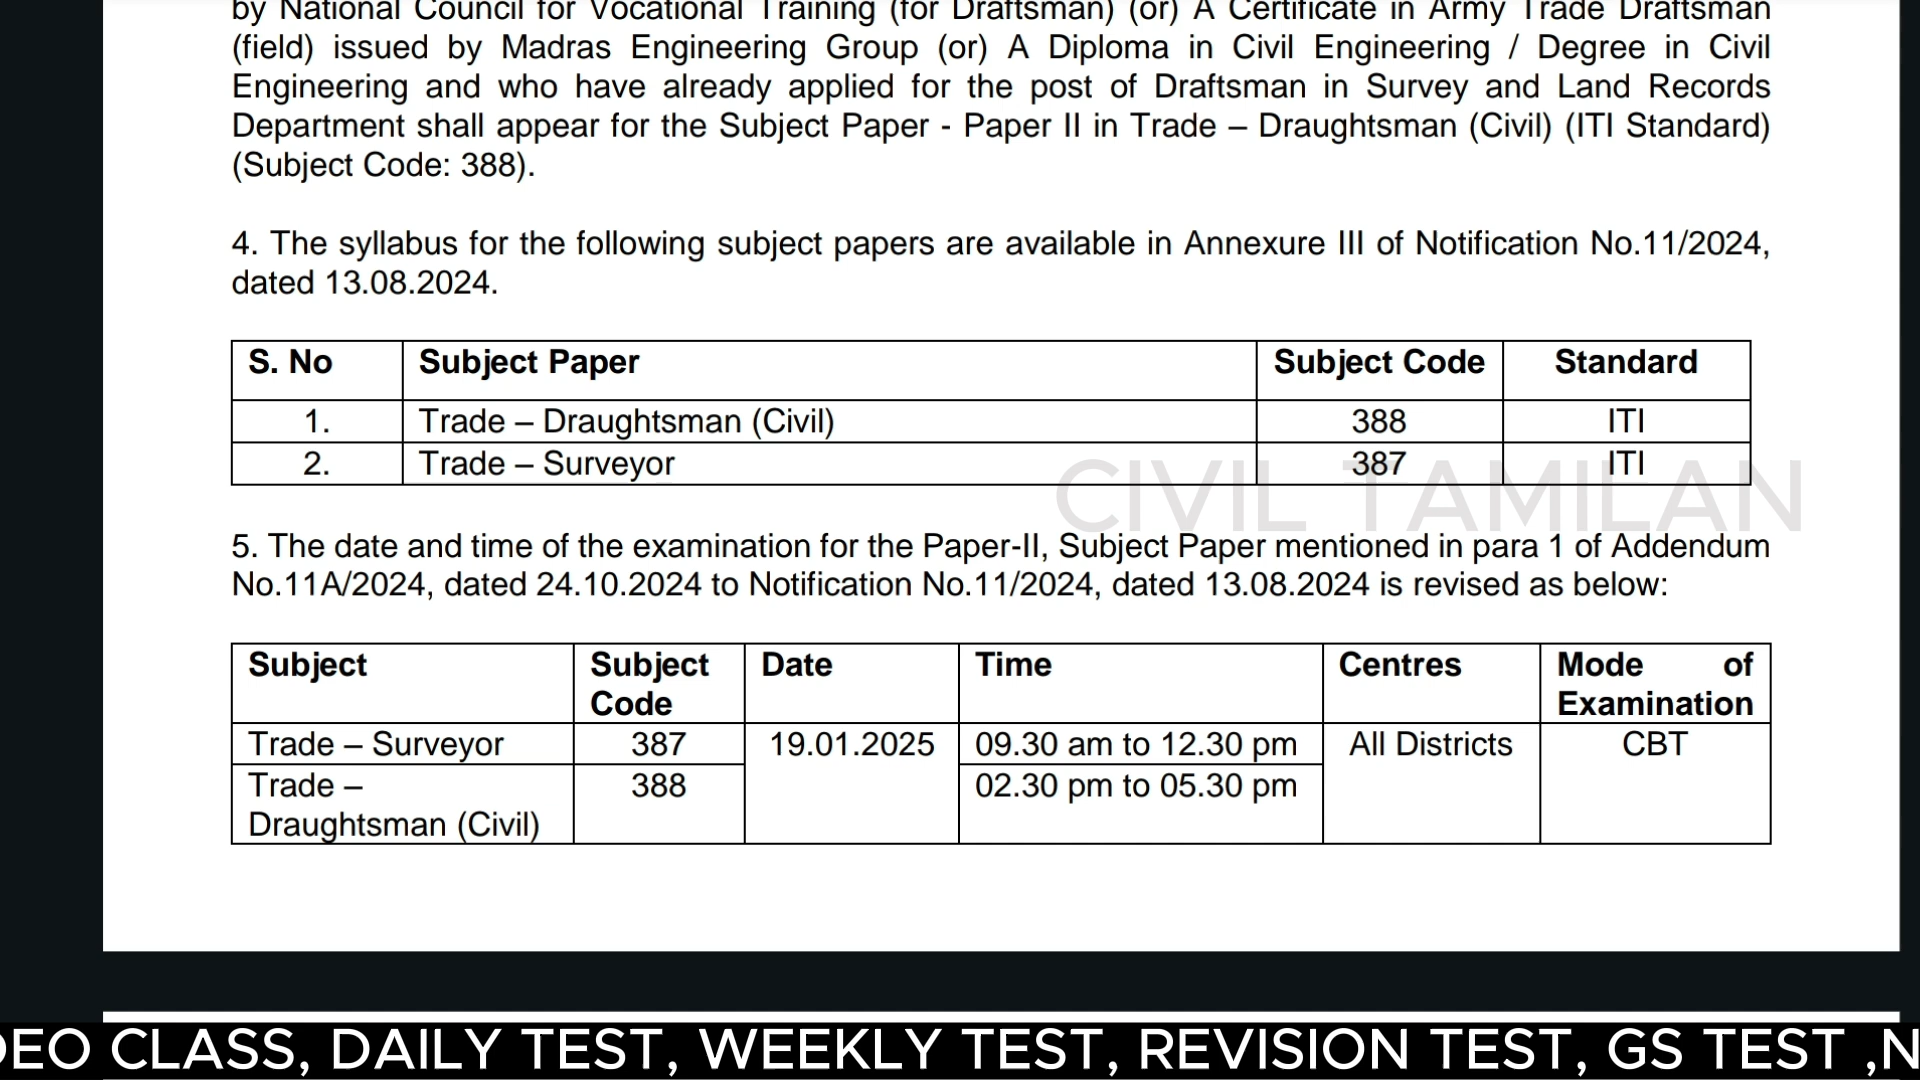 by National Council for Vocational Training (for Draftsman) (or) A Certificate in Army Trade Draftsman
(field) issued by Madras Engineering Group (or) A Diploma in Civil Engineering / Degree in Civil
Engineering and who have already applied for the post of Draftsman in Survey and Land Records
Department shall appear for the Subject Paper - Paper II in Trade – Draughtsman (Civil) (ITI Standard)
(Subject Code: 388).
4. The syllabus for the following subject papers are available in Annexure III of Notification No.11/2024,
dated 13.08.2024.
S. No Subject Paper Subject Code Standard
1. Trade – Draughtsman (Civil) 388 ITI
2. Trade – Surveyor 387 ITI
CIVIL TAMILAN
5. The date and time of the examination for the Paper-II, Subject Paper mentioned in para 1 of Addendum
No.11A/2024, dated 24.10.2024 to Notification No.11/2024, dated 13.08.2024 is revised as below:
Subject Subject Date Time Centres Mode of
Code Examination
Trade – Surveyor 387 19.01.2025 09.30 am to 12.30 pm All Districts CBT
Trade – 388 02.30 pm to 05.30 pm
Draughtsman (Civil)
DEO CLASS, DAILY TEST, WEEKLY TEST, REVISION TEST, GS TEST ,N